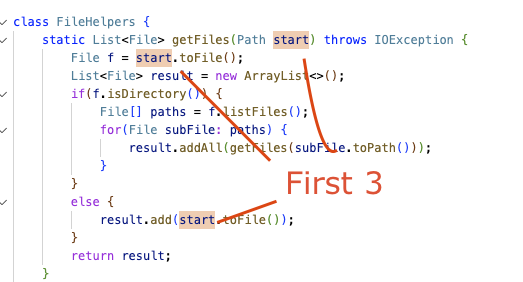 class FileHelpers {
static List<File> getFiles(Path start) throws IOException {
File f = start.toFile();
List<File> result = new ArrayList<>();
if(f.isDirectory()) {
File[] paths = f.listFiles();
for(File subFile: paths) {
result.addAll(getFiles(subFile.toPath()));
}
}
First 3
else {
result.add(start.toFile());
}
return result;
}